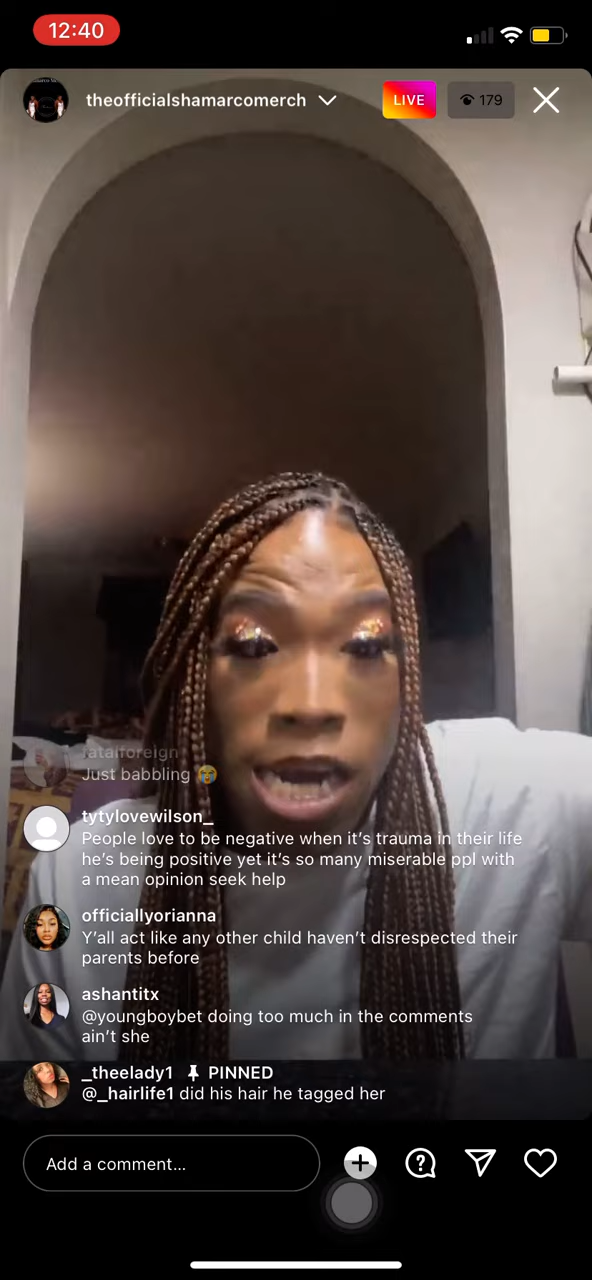 12:40
theofficialshamarcomerch
LIVE
179
fatalforeign
Just babbling 😭
tytylovewilson_
People love to be negative when it's trauma in their life
he's being positive yet it's so many miserable ppl with
a mean opinion seek help
officiallyorianna
Y'all act like any other child haven't disrespected their
parents before
ashantitx
@youngboybet doing too much in the comments
ain't she
_theelady1 PINNED
@_hairlife1 did his hair he tagged her
Add a comment...